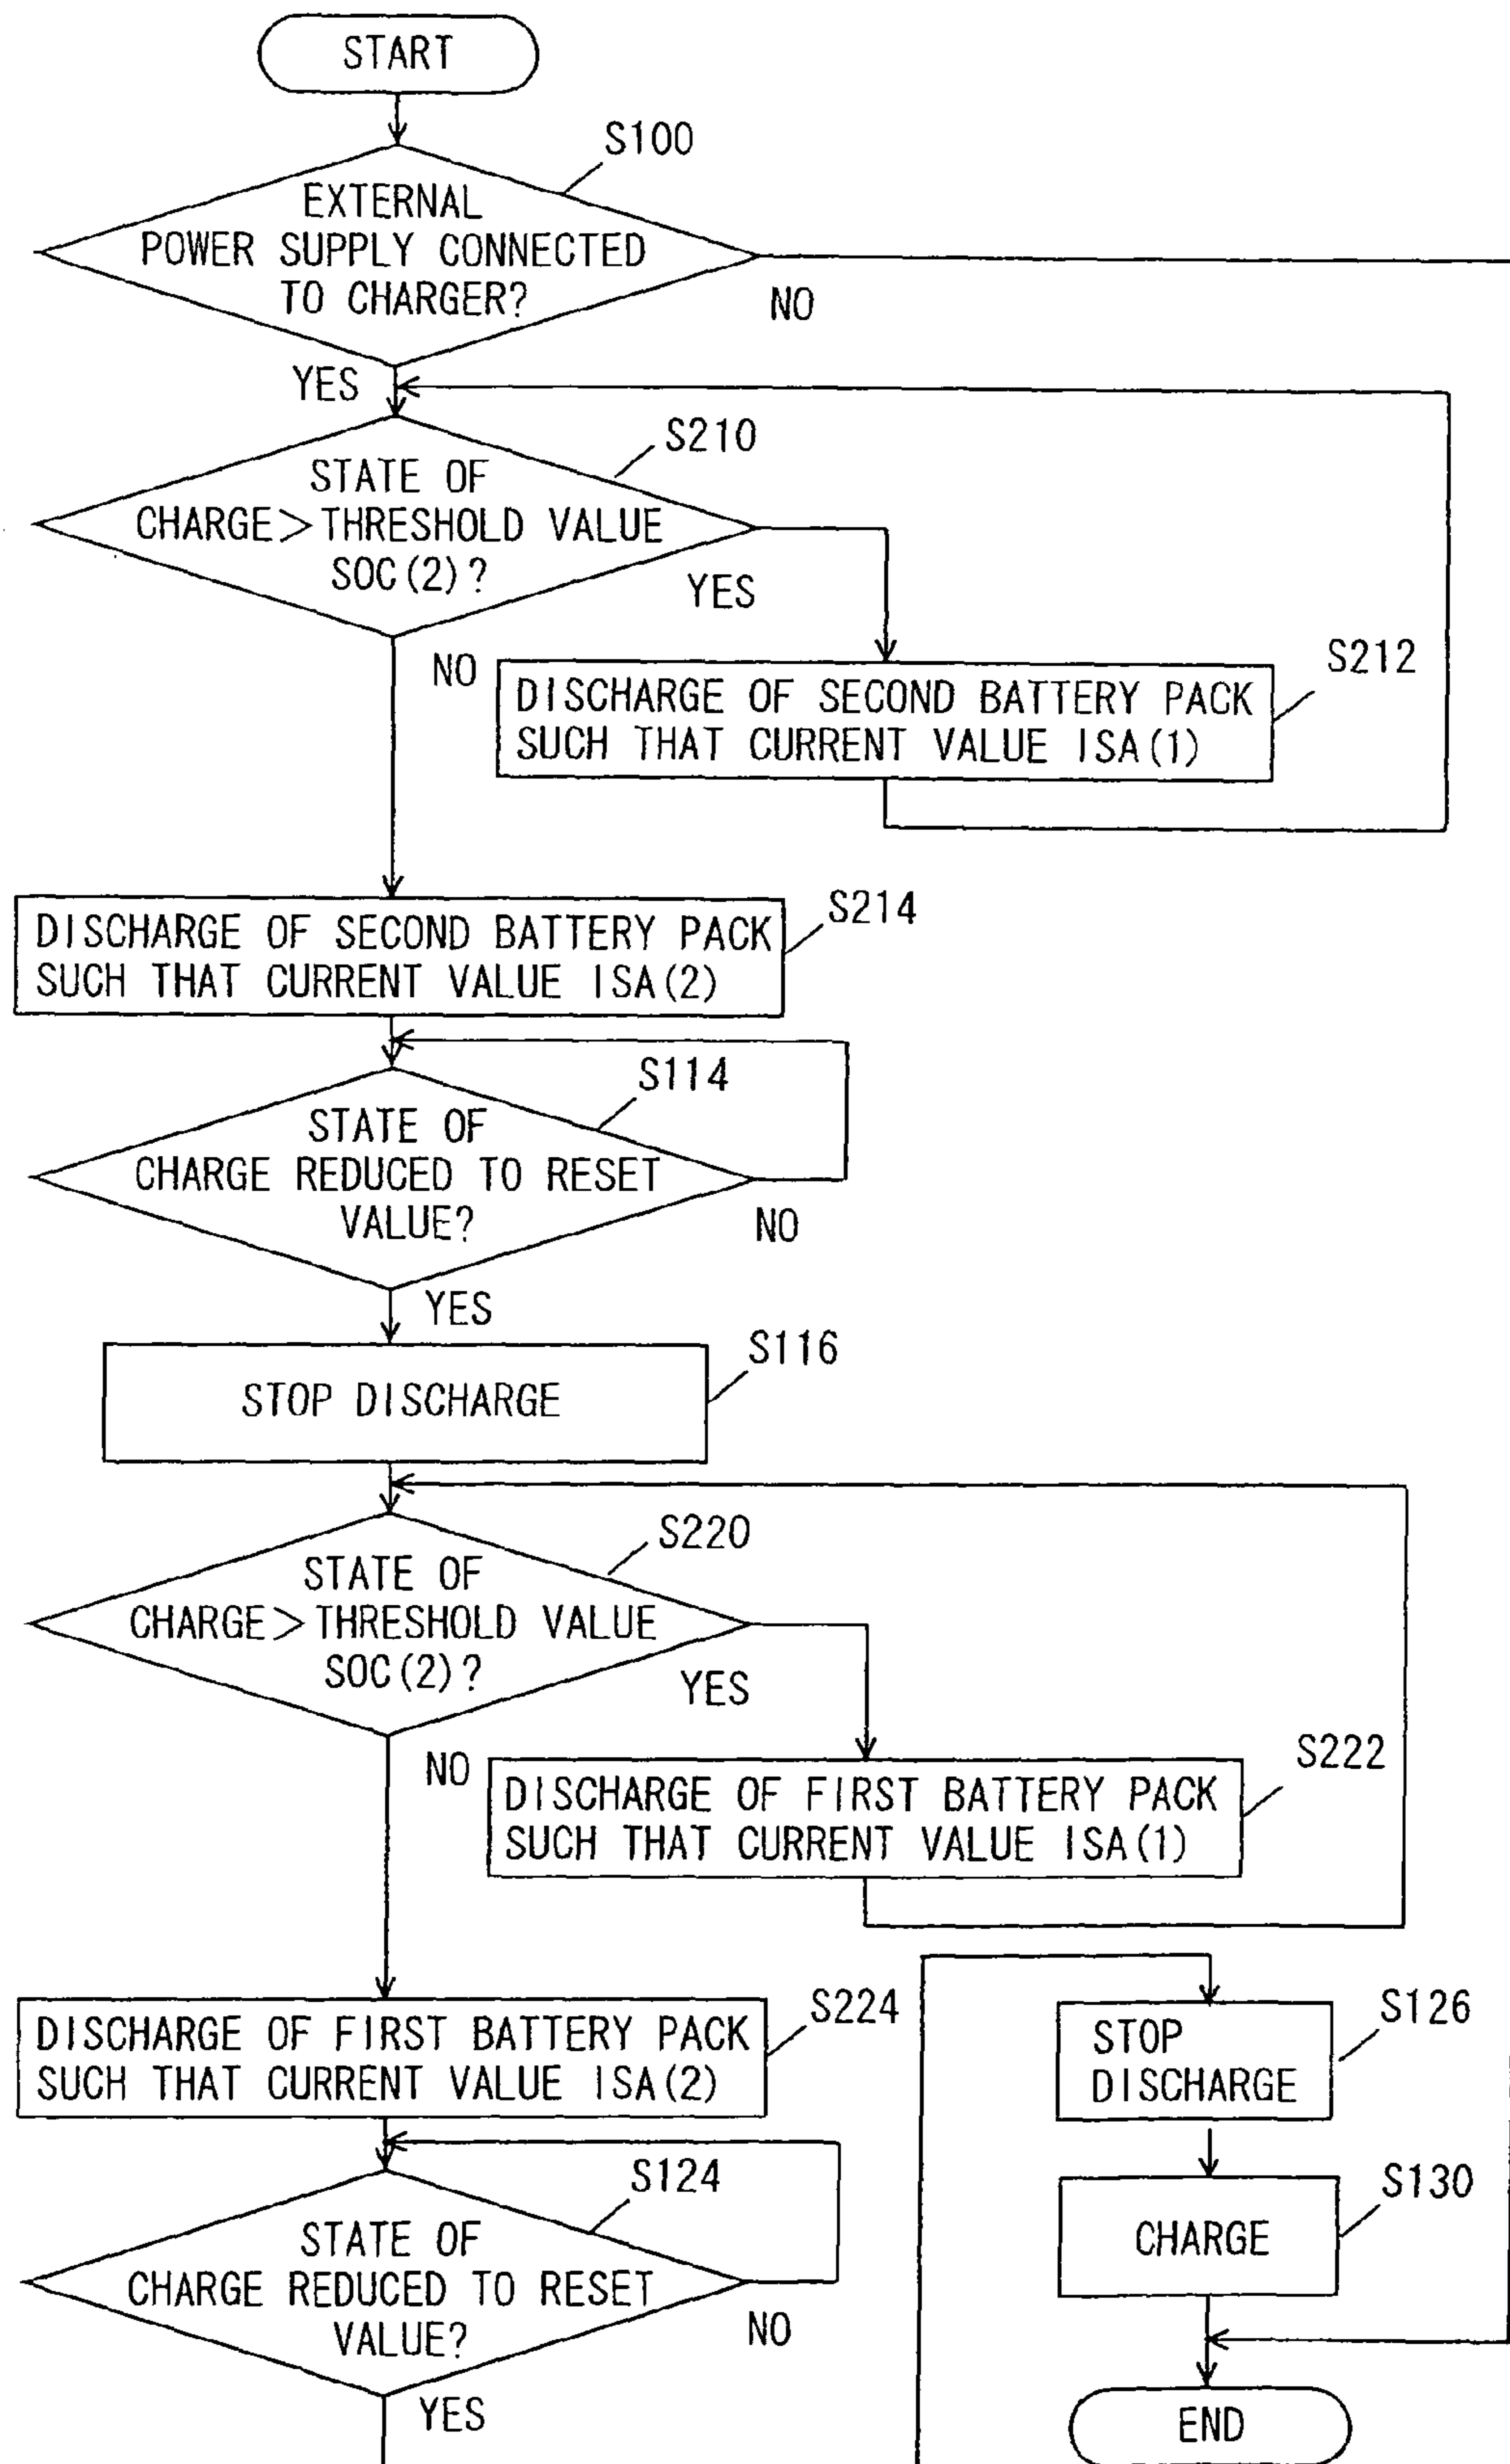 START
S100
EXTERNAL
POWER SUPPLY CONNECTED
TO CHARGER?
NO
YES
S210
STATE OF
CHARGE>THRESHOLD VALUE
SOC(2)?
YES
NO
S212
DISCHARGE OF SECOND BATTERY PACK
SUCH THAT CURRENT VALUE ISA(1)
S214
DISCHARGE OF SECOND BATTERY PACK
SUCH THAT CURRENT VALUE ISA(2)
S114
STATE OF
CHARGE REDUCED TO RESET
VALUE?
NO
YES
S116
STOP DISCHARGE
S220
STATE OF
CHARGE>THRESHOLD VALUE
SOC(2)?
YES
NO
S222
DISCHARGE OF FIRST BATTERY PACK
SUCH THAT CURRENT VALUE ISA(1)
S224
DISCHARGE OF FIRST BATTERY PACK
SUCH THAT CURRENT VALUE ISA(2)
S124
STATE OF
CHARGE REDUCED TO RESET
VALUE?
NO
YES
S126
STOP
DISCHARGE
S130
CHARGE
END